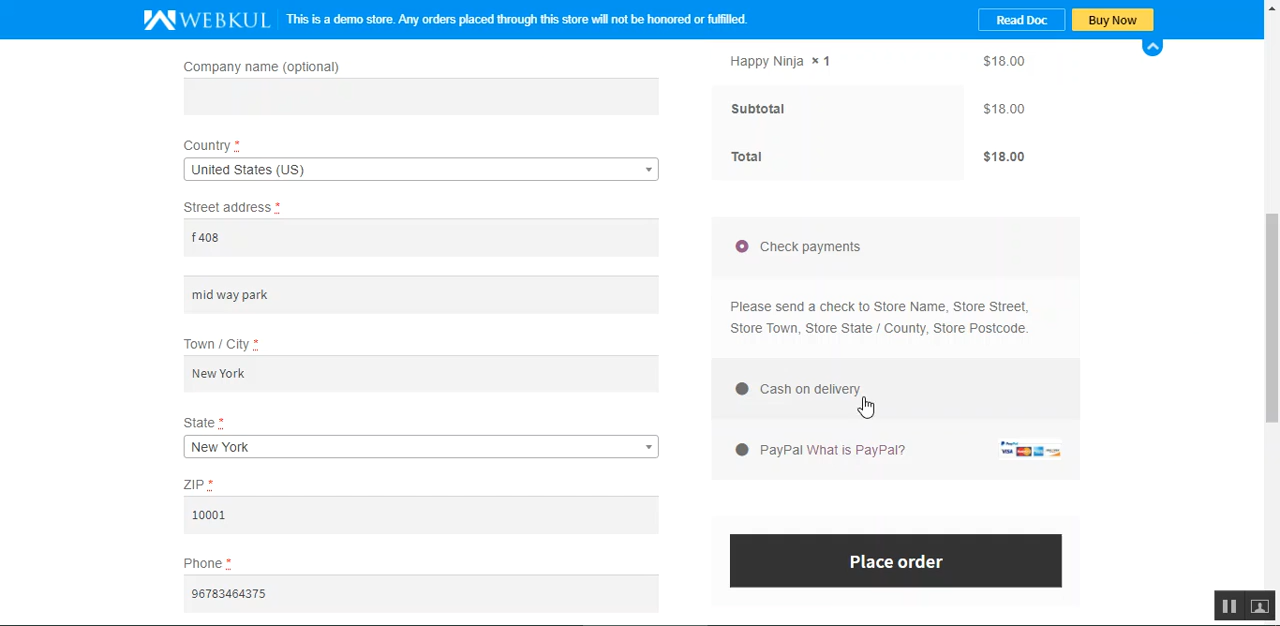 WEBKUL
This is a demo store. Any orders placed through this store will not be honored or fulfilled.
Read Doc
Buy Now
Company name (optional)
Country *
United States (US)
Street address *
f 408
mid way park
Town / City *
New York
State *
New York
ZIP *
10001
Phone *
96783464375
Happy Ninja × 1 $18.00
Subtotal $18.00
Total $18.00
Check payments
Please send a check to Store Name, Store Street,
Store Town, Store State / County, Store Postcode.
Cash on delivery
PayPal What is PayPal?
PayPal
VISA
Place order